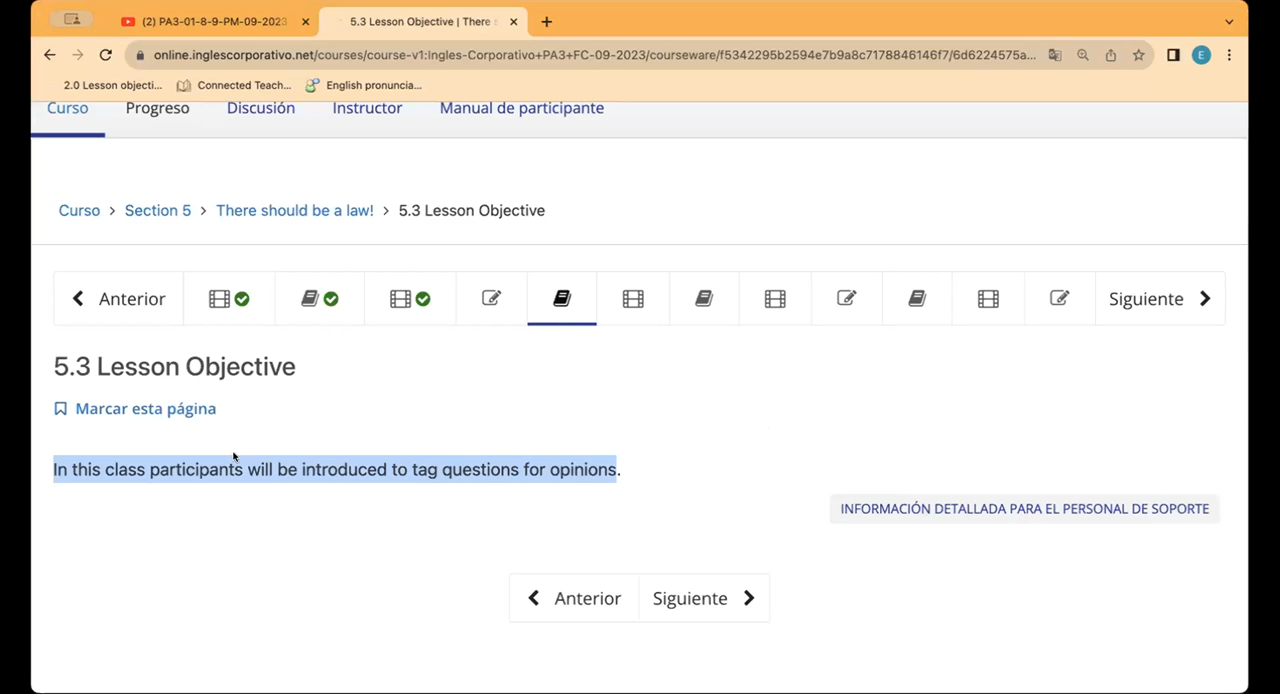 (2) PA3-01-8-9-PM-09-2023
5.3 Lesson Objective | There
online.inglescorporativo.net/courses/course-v1:Ingles-Corporativo+PA3+FC-09-2023/courseware/f5342295b2594e7b9a8c7178846146f7/6d6224575a...
E
2.0 Lesson objecti...
Connected Teach...
English pronuncia...
Curso
Progreso
Discusión
Instructor
Manual de participante
Curso > Section 5 > There should be a law! > 5.3 Lesson Objective
Anterior
Siguiente
5.3 Lesson Objective
Marcar esta página
In this class participants will be introduced to tag questions for opinions.
INFORMACIÓN DETALLADA PARA EL PERSONAL DE SOPORTE
Anterior
Siguiente